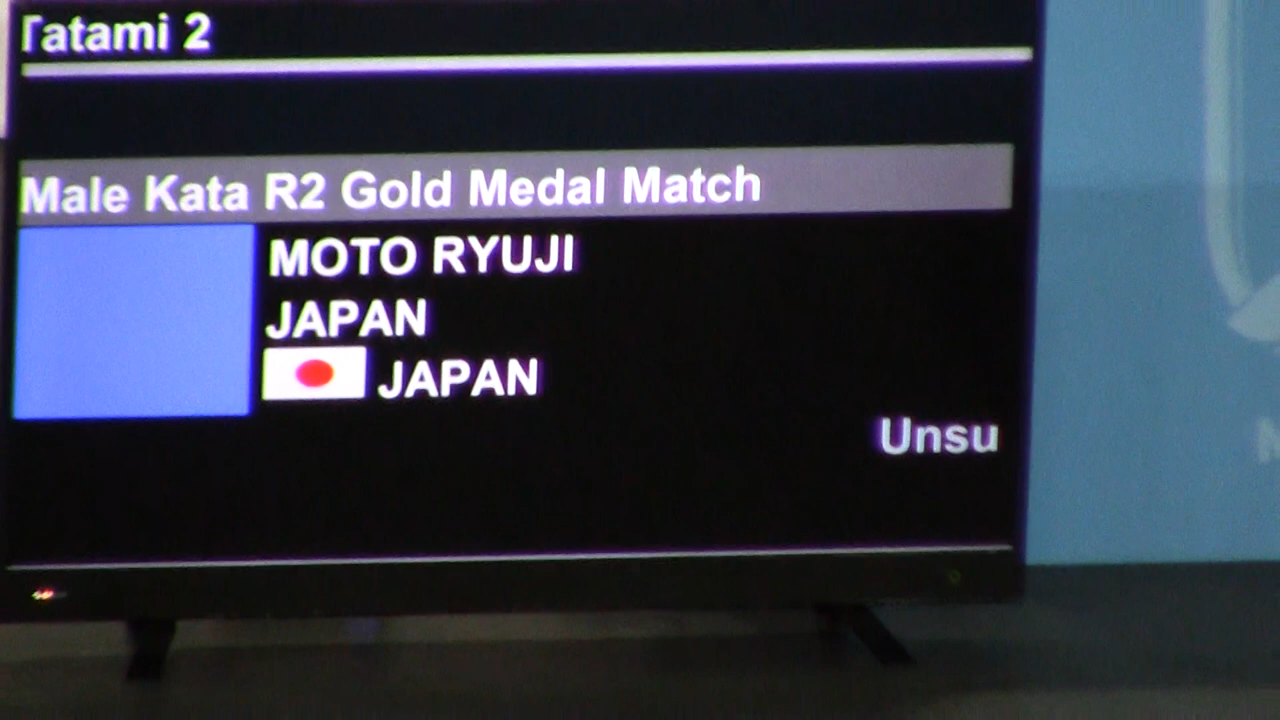 Tatami 2
Male Kata R2 Gold Medal Match
MOTO RYUJI
JAPAN
JAPAN
Unsu